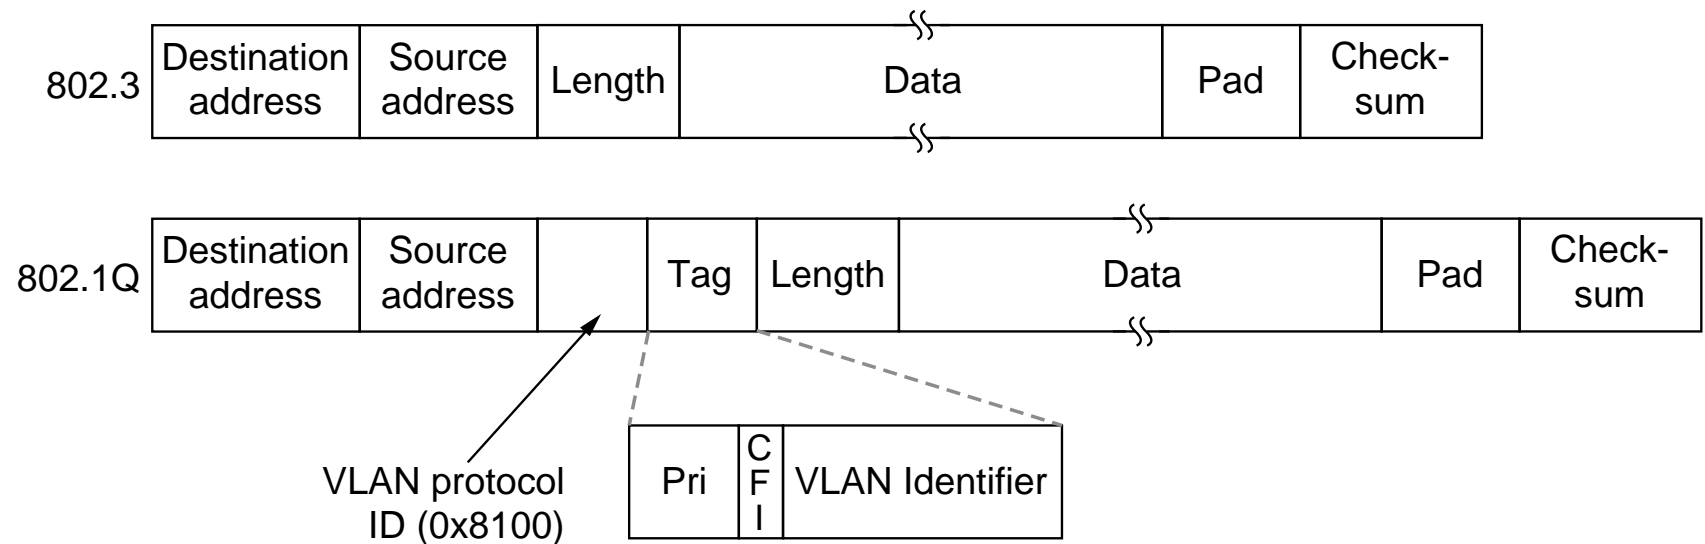 802.3
Destination
address
Source
address
Length
Data
Pad
Check-
sum
802.1Q
Destination
address
Source
address
Tag
Length
Data
Pad
Check-
sum
VLAN protocol
ID (0x8100)
Pri
C
F
I
VLAN Identifier